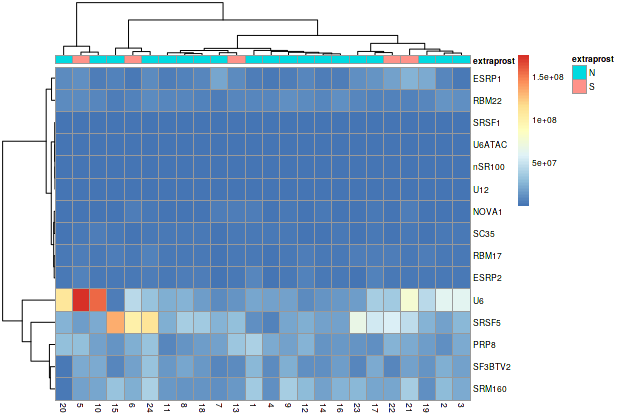 extraprost
ESRP1
RBM22
SRSF1
U6ATAC
nSR100
U12
NOVA1
SC35
RBM17
ESRP2
U6
SRSF5
PRP8
SF3BTV2
SRM160
20 5 10 15 6 24 11 8 18 7 13 1 4 9 12 14 16 23 17 22 21 19 2 3
1.5e+08
1e+08
5e+07
extraprost
N
S